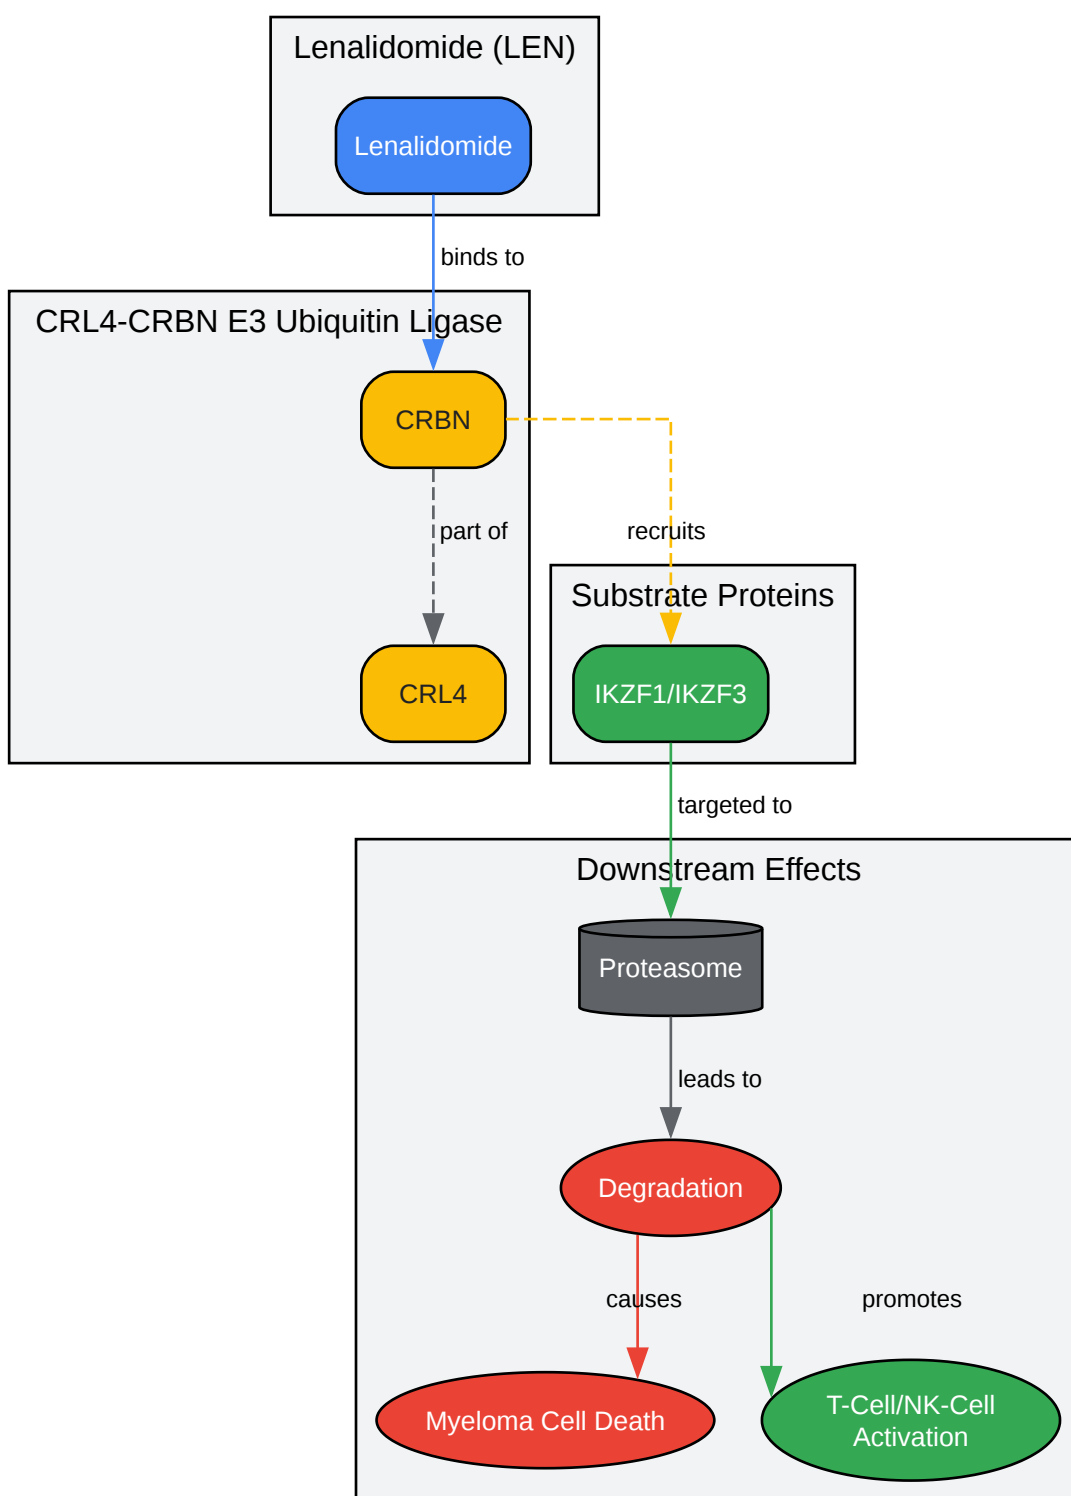 Lenalidomide (LEN)
Lenalidomide
binds to
CRL4-CRBN E3 Ubiquitin Ligase
CRBN
part of
recruits
Substrate Proteins
CRL4
IKZF1/IKZF3
targeted to
Downstream Effects
Proteasome
leads to
Degradation
causes
promotes
Myeloma Cell Death
T-Cell/NK-Cell
Activation